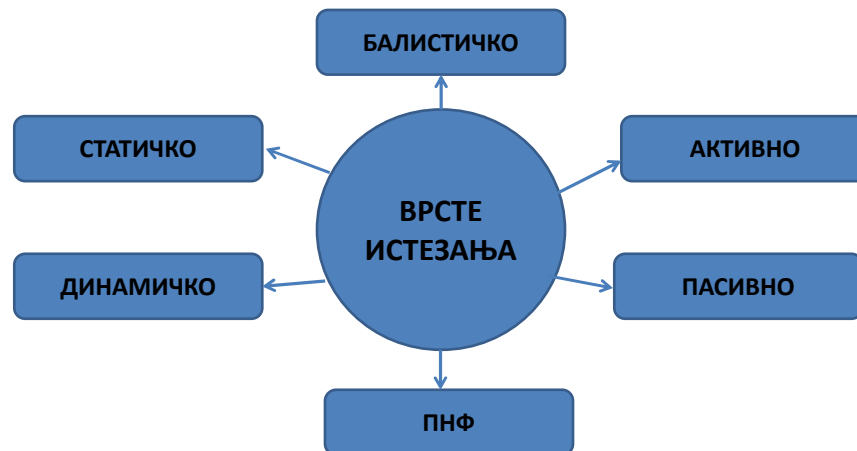 БАЛИСТИЧКО
СТАТИЧКО
АКТИВНО
ВРСТЕ
ИСТЕЗАЊА
ДИНАМИЧКО
ПАСИВНО
ПНФ